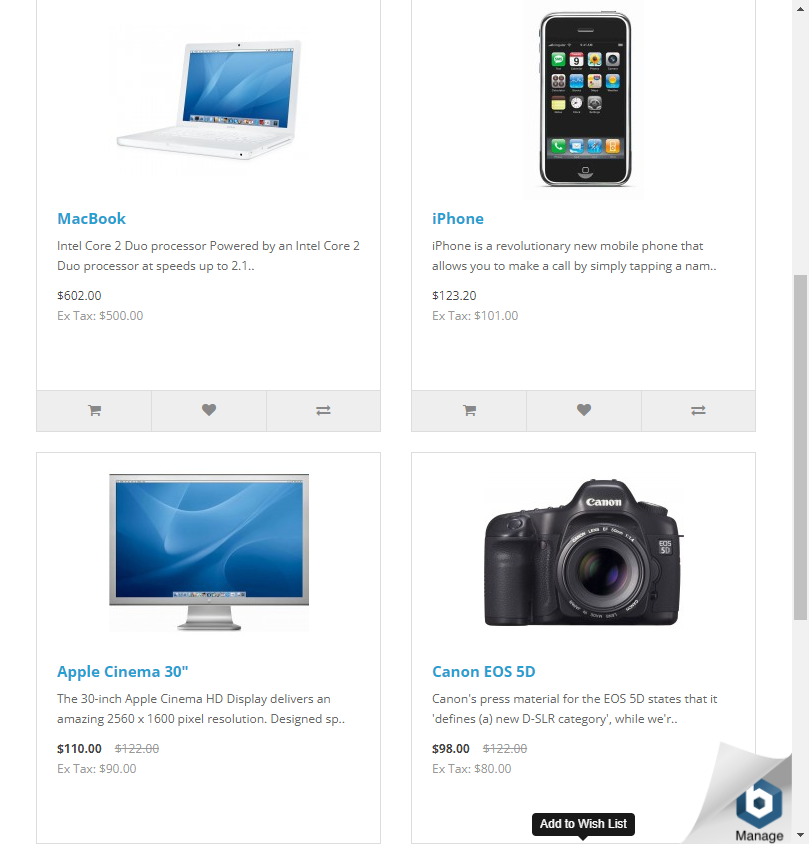 MacBook
Intel Core 2 Duo processor Powered by an Intel Core 2
Duo processor at speeds up to 2.1..
$602.00
Ex Tax: $500.00
iPhone
iPhone is a revolutionary new mobile phone that
allows you to make a call by simply tapping a nam..
$123.20
Ex Tax: $101.00
Apple Cinema 30"
The 30-inch Apple Cinema HD Display delivers an
amazing 2560 x 1600 pixel resolution. Designed sp..
$110.00 $122.00
Ex Tax: $90.00
Canon
EOS
5D
Canon EOS 5D
Canon's press material for the EOS 5D states that it
'defines (a) new D-SLR category', while we'r..
$98.00 $122.00
Ex Tax: $80.00
Add to Wish List
Manage